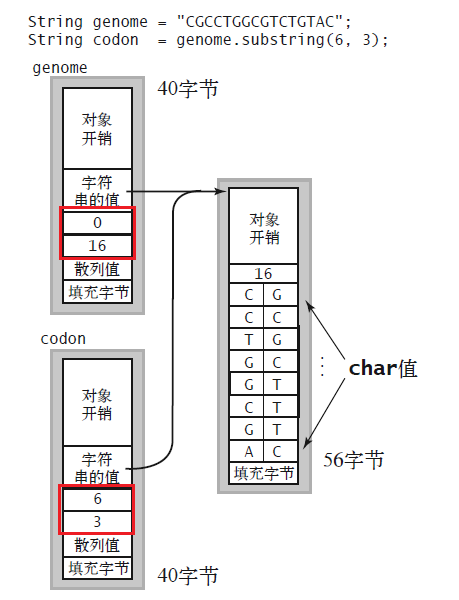 String genome = "CGCCTGGCGTCTGTAC";
String codon  = genome.substring(6, 3);
genome
40字节
对象
开销
字符
串的值
0
16
散列值
填充字节
对象
开销
16
C G
C C
T G
G C
G T
C T
G T
A C
填充字节
⋮
char值
56字节
codon
对象
开销
字符
串的值
6
3
散列值
填充字节
40字节